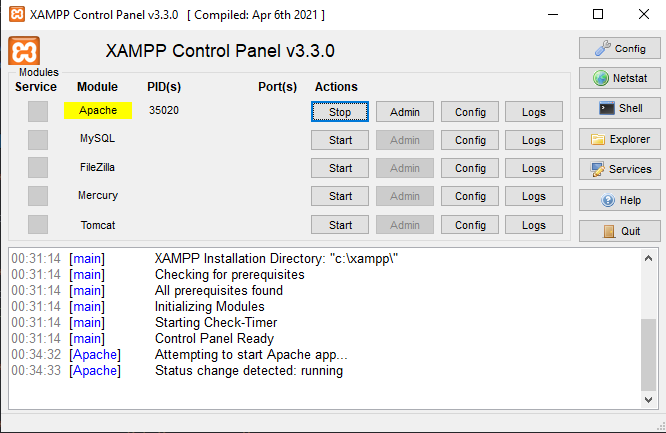 XAMPP Control Panel v3.3.0 [ Compiled: Apr 6th 2021 ]
XAMPP Control Panel v3.3.0
Config
Modules
Service Module PID(s) Port(s) Actions
Netstat
Apache 35020 Stop Admin Config Logs
Shell
MySQL Start Admin Config Logs
Explorer
FileZilla Start Admin Config Logs
Services
Mercury Start Admin Config Logs
Help
Tomcat Start Admin Config Logs
Quit
00:31:14 [main] XAMPP Installation Directory: "c:\xampp\"
00:31:14 [main] Checking for prerequisites
00:31:14 [main] All prerequisites found
00:31:14 [main] Initializing Modules
00:31:14 [main] Starting Check-Timer
00:31:14 [main] Control Panel Ready
00:34:32 [Apache] Attempting to start Apache app...
00:34:33 [Apache] Status change detected: running